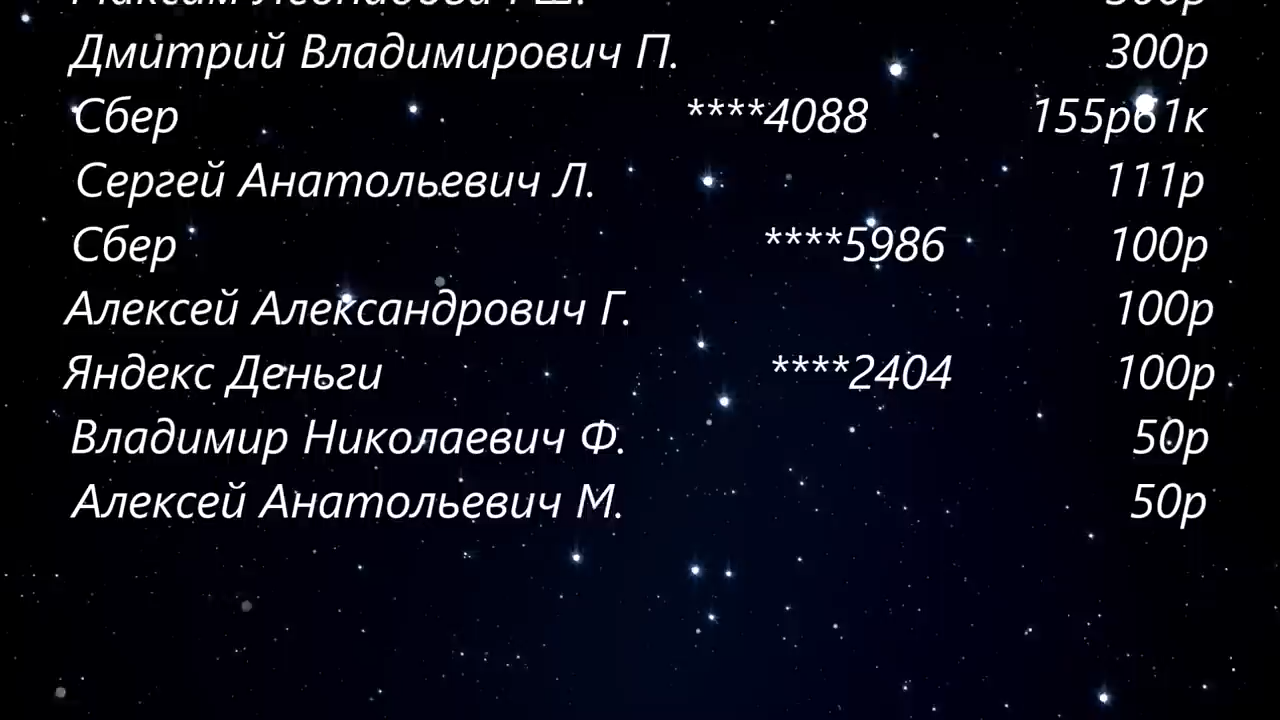 Дмитрий Владимирович П. 300р
Сбер ****4088 155р61к
Сергей Анатольевич Л. 111р
Сбер ****5986 100р
Алексей Александрович Г. 100р
Яндекс Деньги ****2404 100р
Владимир Николаевич Ф. 50р
Алексей Анатольевич М. 50р